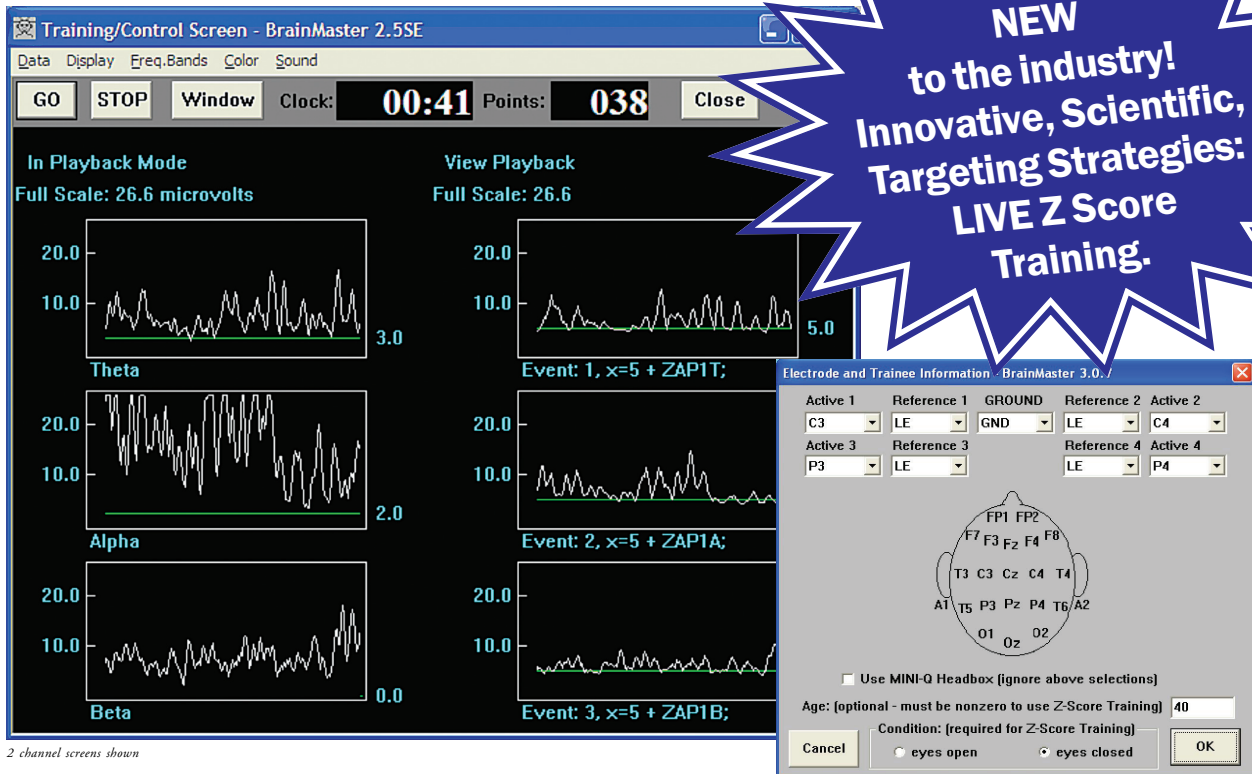 Training/Control Screen - BrainMaster 2.5SE
Data Display Freq.Bands Color Sound
GO STOP Window Clock: 00:41 Points: 038 Close
In Playback Mode
Full Scale: 26.6 microvolts
20.0
10.0
3.0
Theta
20.0
10.0
2.0
Alpha
20.0
10.0
0.0
Beta
View Playback
Full Scale: 26.6
20.0
10.0
5.0
Event: 1, x=5 + ZAP1T;
20.0
10.0
Event: 2, x=5 + ZAP1A;
20.0
10.0
Event: 3, x=5 + ZAP1B;
2 channel screens shown
NEW
to the industry!
Innovative, Scientific,
Targeting Strategies:
LIVE Z Score
Training.
Electrode and Trainee Information - BrainMaster 3.0.
Active 1 Reference 1 GROUND Reference 2 Active 2
C3 LE GND LE C4
Active 3 Reference 3 Reference 4 Active 4
P3 LE LE P4
FP1 FP2
F7 F3 Fz F4 F8
T3 C3 Cz C4 T4
A1 T5 P3 Pz P4 T6 A2
O1 Oz O2
Use MINI-Q Headbox (ignore above selections)
Age: (optional - must be nonzero to use Z-Score Training) 40
Condition: (required for Z-Score Training)
Cancel eyes open eyes closed OK